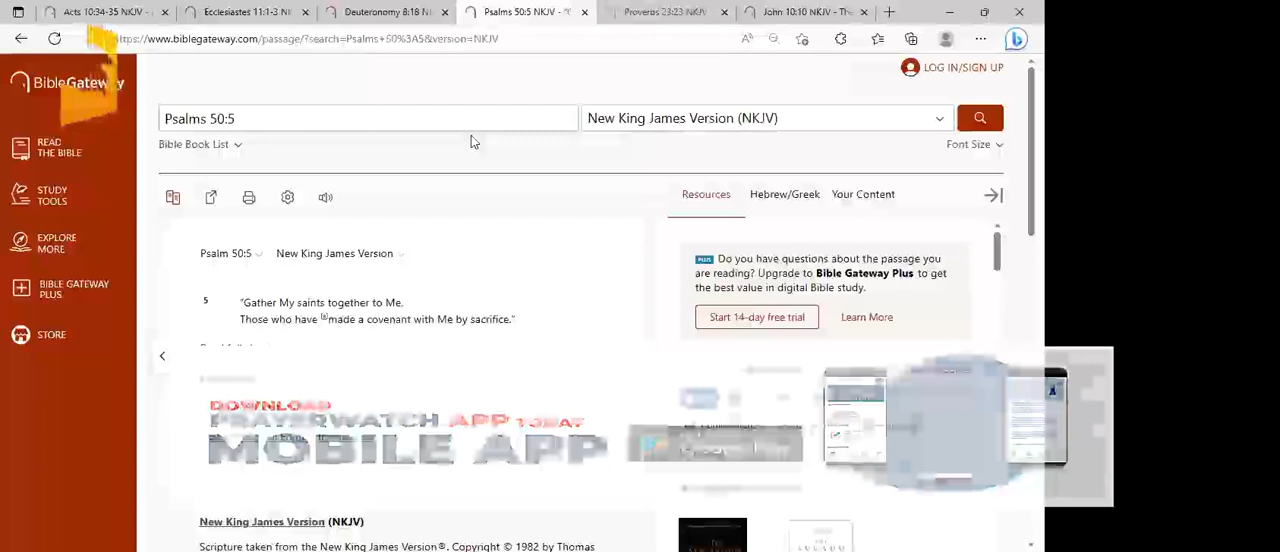 Acts 10:34-35 NKJV -
Ecclesiastes 11:1-3 NKJ
Deuteronomy 8:18 NKJV
Psalms 50:5 NKJV - "G
Proverbs 23:23 NKJV
John 10:10 NKJV - The
https://www.biblegateway.com/passage/?search=Psalms+50%3A5&version=NKJV
BibleGateway
LOG IN/SIGN UP
Psalms 50:5
New King James Version (NKJV)
Bible Book List
Font Size
READ
THE BIBLE
STUDY
TOOLS
EXPLORE
MORE
BIBLE GATEWAY
PLUS
STORE
Resources
Hebrew/Greek
Your Content
Psalm 50:5
New King James Version
5 "Gather My saints together to Me,
Those who have [a]made a covenant with Me by sacrifice."
PLUS Do you have questions about the passage
you are reading? Upgrade to Bible Gateway Plus to get
the best value in digital Bible study.
Start 14-day free trial
Learn More
DOWNLOAD
PRAYERWATCH APP TODAY
MOBILE APP
New King James Version (NKJV)
Scripture taken from the New King James Version®. Copyright © 1982 by Thomas